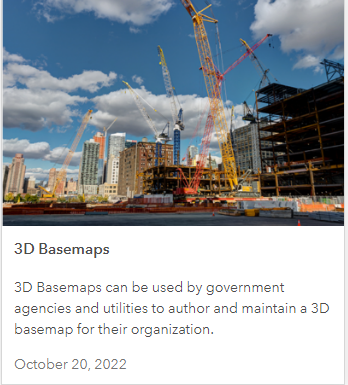 3D Basemaps
3D Basemaps can be used by government
agencies and utilities to author and maintain a 3D
basemap for their organization.
October 20, 2022